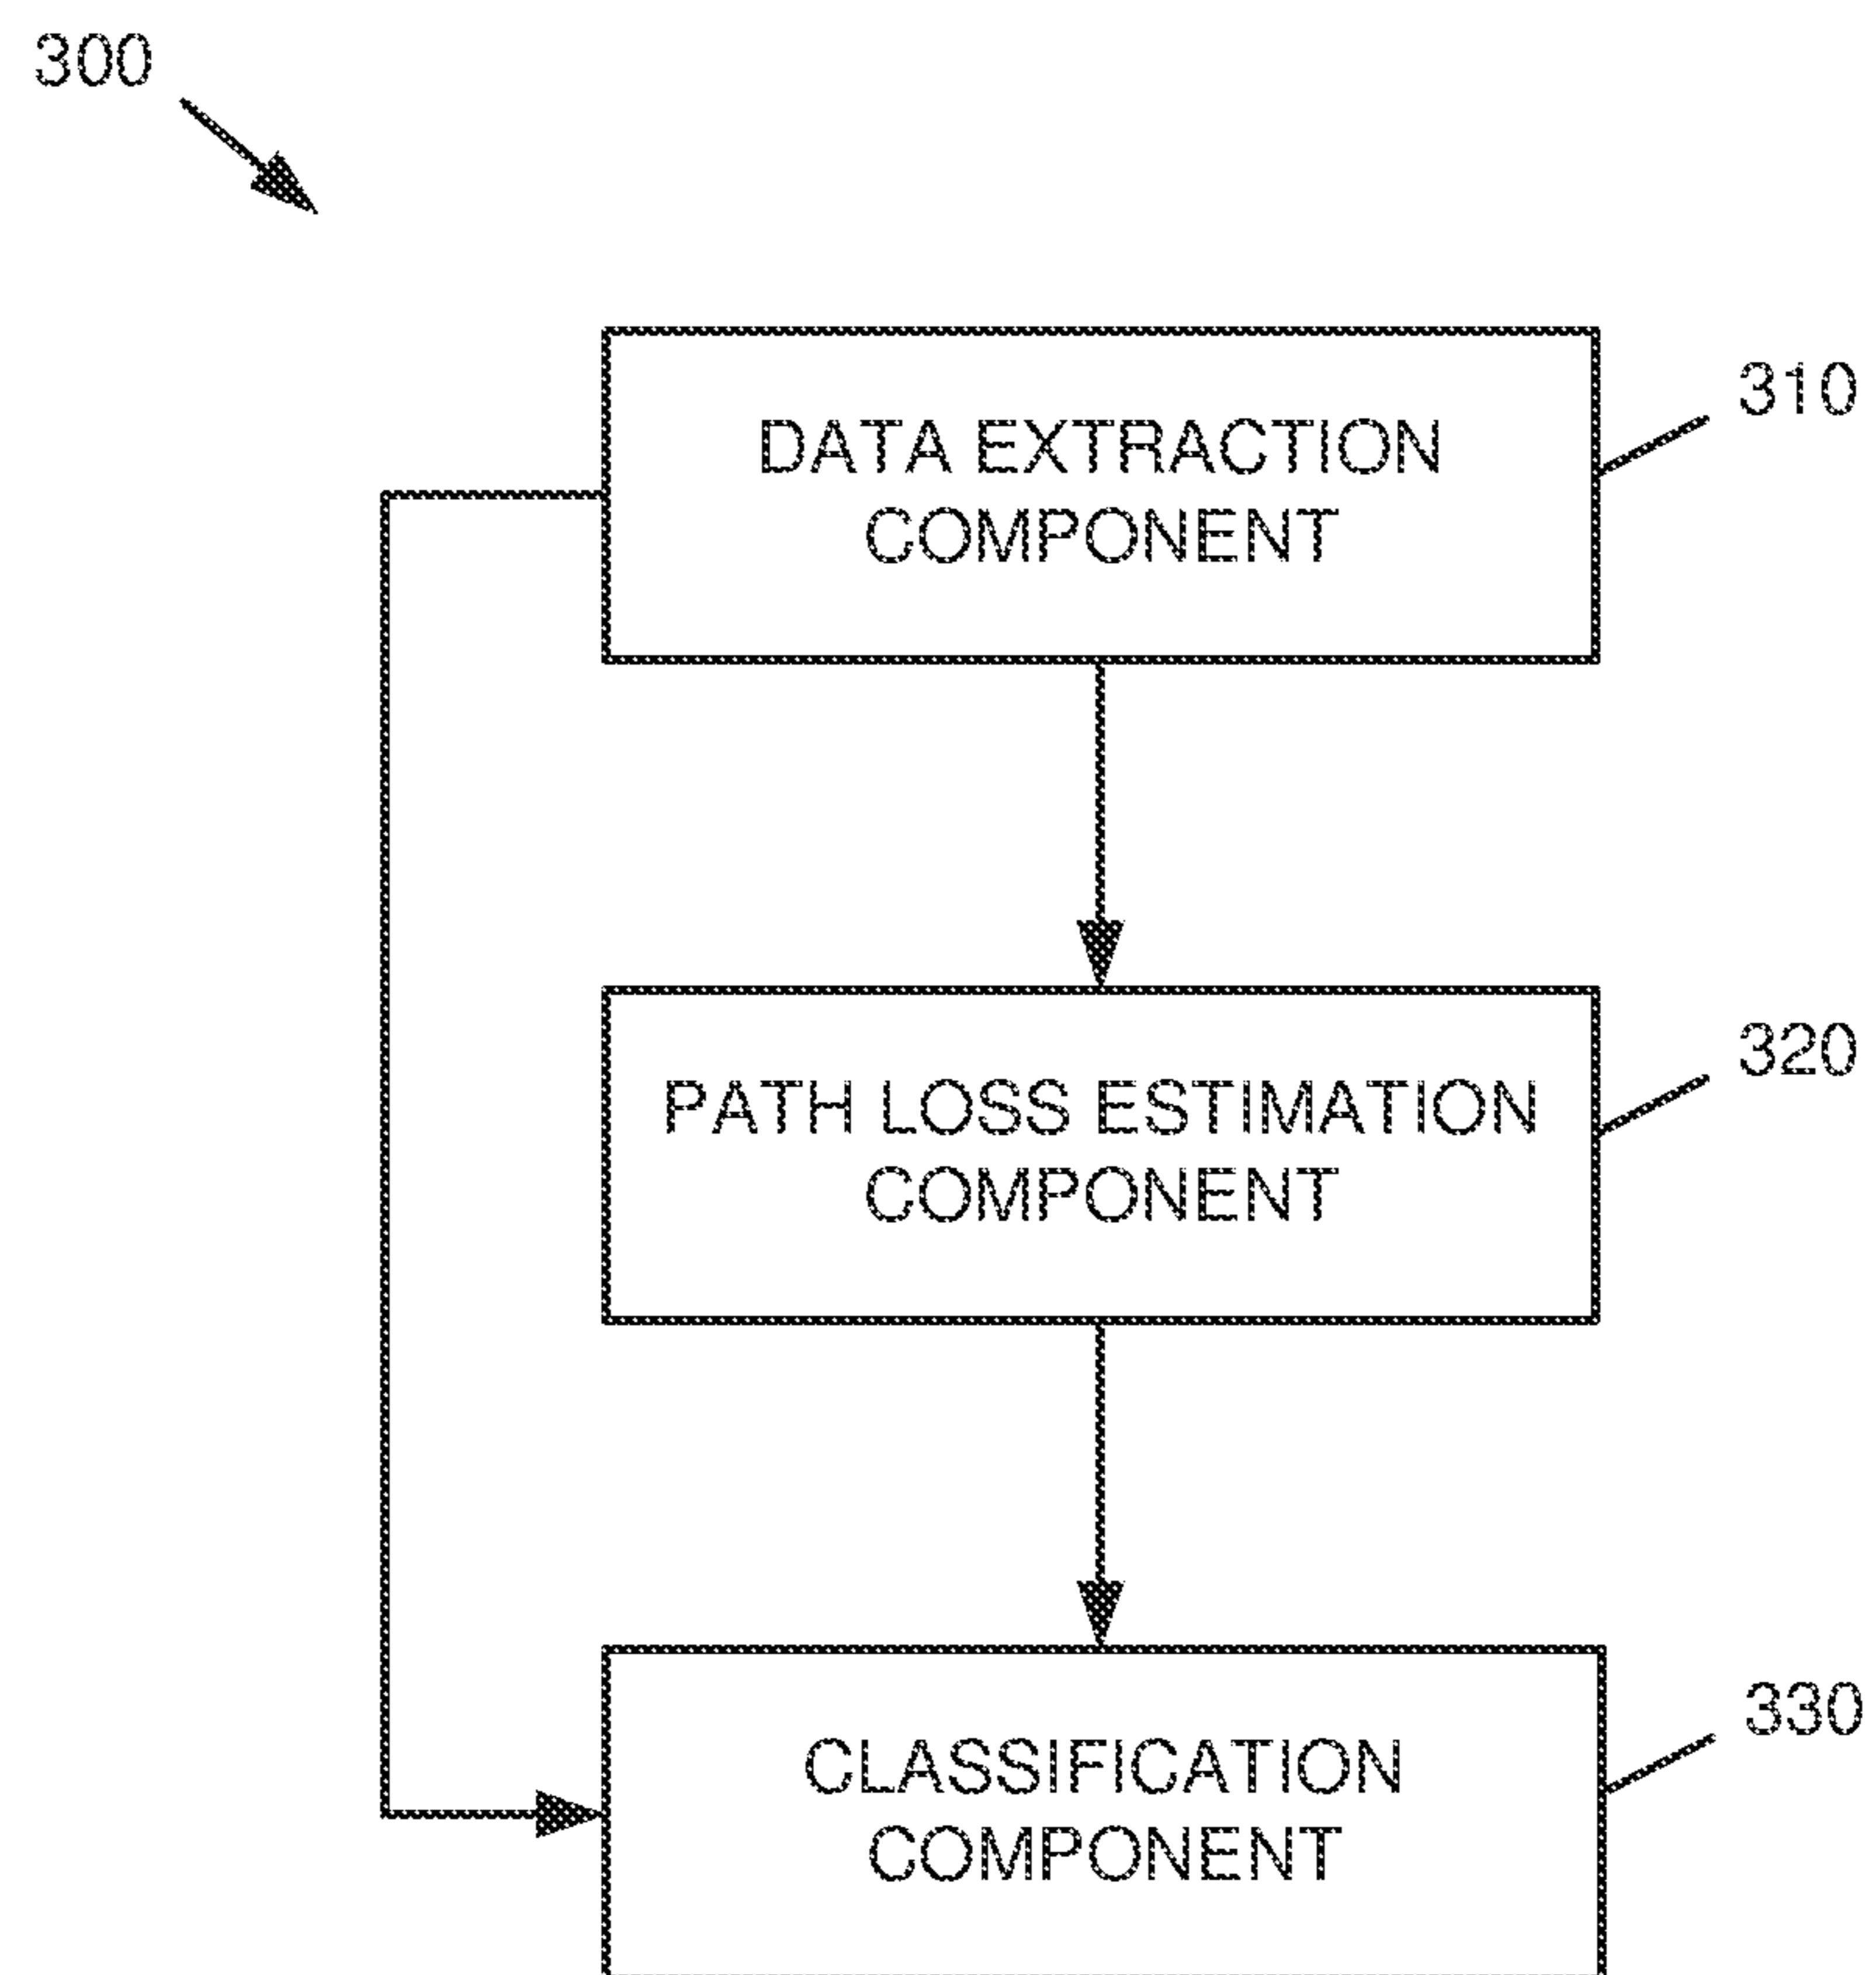 300
310
DATA EXTRACTION
COMPONENT
320
PATH LOSS ESTIMATION
COMPONENT
330
CLASSIFICATION
COMPONENT